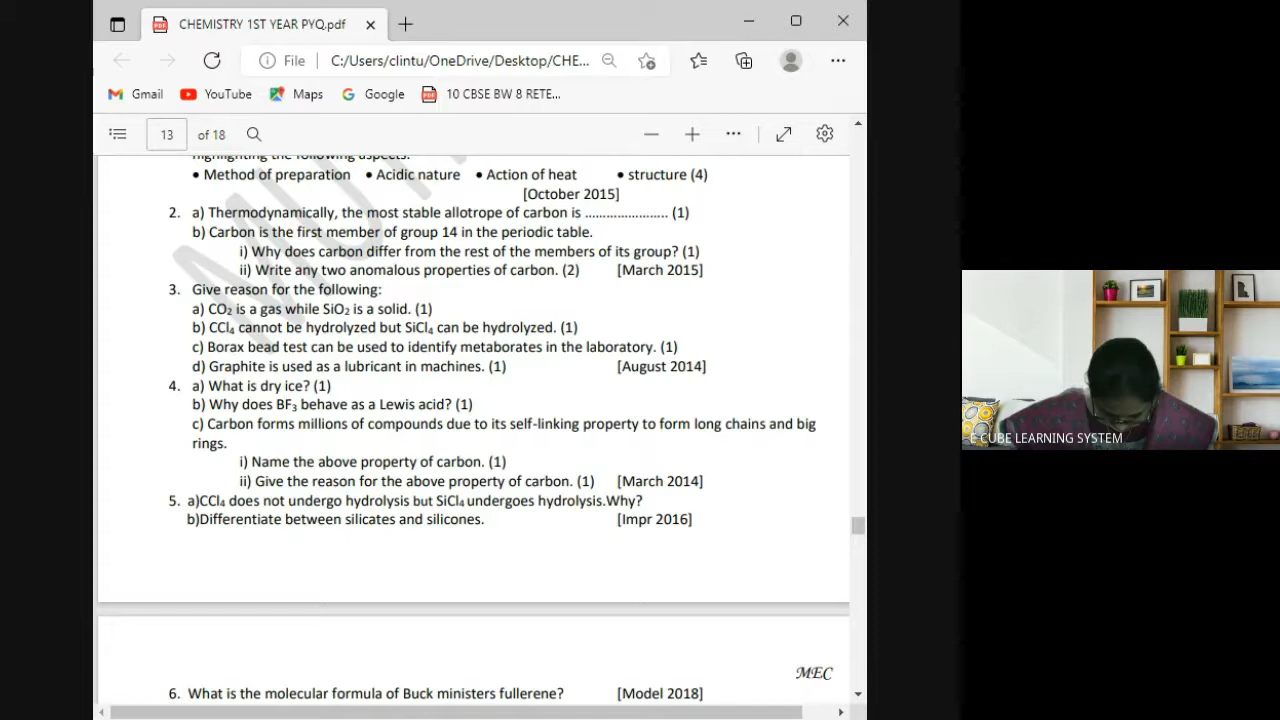 CHEMISTRY 1ST YEAR PYQ.pdf
File
C:/Users/clintu/OneDrive/Desktop/CHE...
Gmail
YouTube
Maps
Google
10 CBSE BW 8 RETE...
13 of 18
highlighting the following aspects:
• Method of preparation • Acidic nature • Action of heat • structure (4)
[October 2015]
2. a) Thermodynamically, the most stable allotrope of carbon is ........................ (1)
b) Carbon is the first member of group 14 in the periodic table.
i) Why does carbon differ from the rest of the members of its group? (1)
ii) Write any two anomalous properties of carbon. (2) [March 2015]
3. Give reason for the following:
a) CO₂ is a gas while SiO₂ is a solid. (1)
b) CCl₄ cannot be hydrolyzed but SiCl₄ can be hydrolyzed. (1)
c) Borax bead test can be used to identify metaborates in the laboratory. (1)
d) Graphite is used as a lubricant in machines. (1) [August 2014]
4. a) What is dry ice? (1)
b) Why does BF₃ behave as a Lewis acid? (1)
c) Carbon forms millions of compounds due to its self-linking property to form long chains and big
rings.
i) Name the above property of carbon. (1)
ii) Give the reason for the above property of carbon. (1) [March 2014]
5. a)CCl₄ does not undergo hydrolysis but SiCl₄ undergoes hydrolysis.Why?
b)Differentiate between silicates and silicones. [Impr 2016]
MEC
6. What is the molecular formula of Buck ministers fullerene? [Model 2018]
E CUBE LEARNING SYSTEM